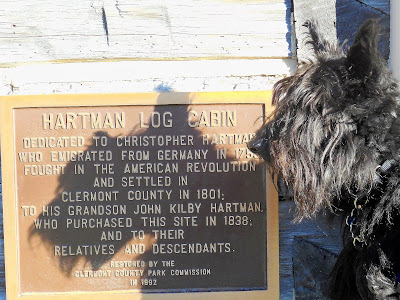 HARTMAN LOG CABIN
DEDICATED TO CHRISTOPHER HARTMAN
WHO EMIGRATED FROM GERMANY IN
FOUGHT IN THE AMERICAN REVOLUTION
AND SETTLED IN
CLERMONT COUNTY IN 1801;
TO HIS GRANDSON JOHN KILBY HARTMAN,
WHO PURCHASED THIS SITE IN 1838;
AND TO THEIR
RELATIVES AND DESCENDANTS.
RESTORED BY THE
CLERMONT COUNTY PARK COMMISSION
IN 1992